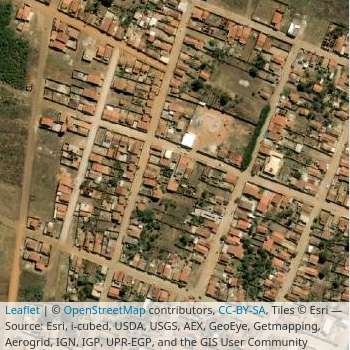 Leaflet | © OpenStreetMap contributors, CC-BY-SA, Tiles © Esri —
Source: Esri, i-cubed, USDA, USGS, AEX, GeoEye, Getmapping,
Aerogrid, IGN, IGP, UPR-EGP, and the GIS User Community